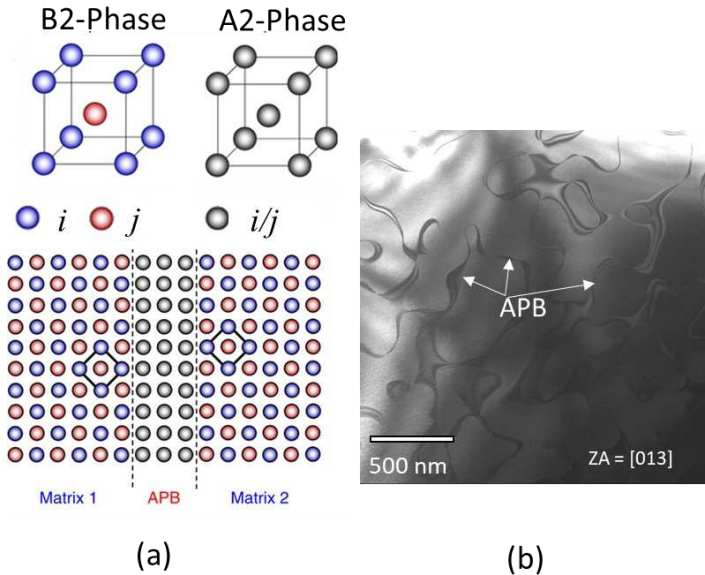 B2-Phase A2-Phase
i j i/j
Matrix 1 APB Matrix 2
(a)
APB
500 nm
ZA = [013]
(b)